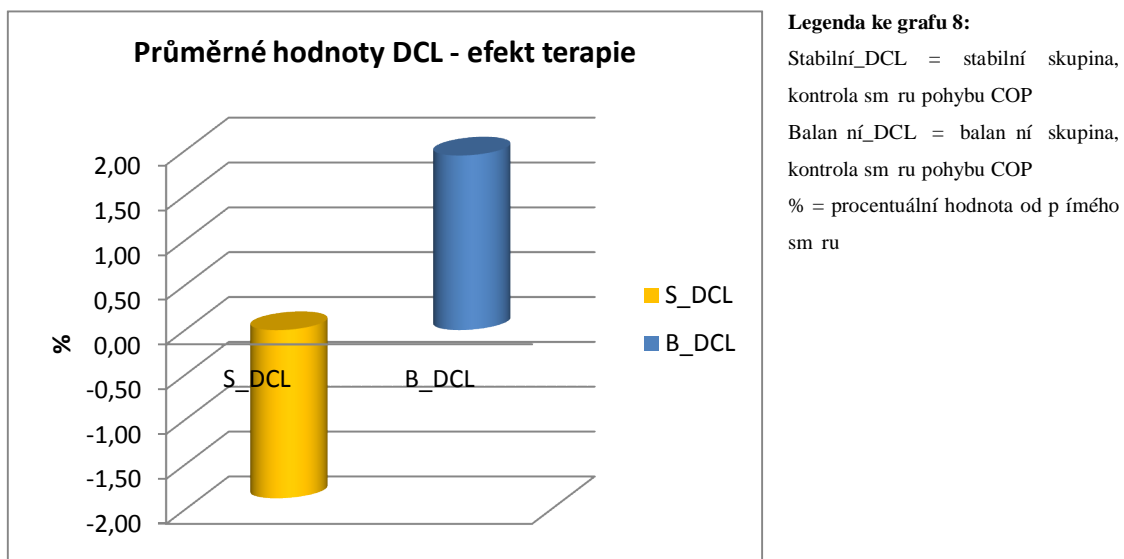 Průměrné hodnoty DCL - efekt terapie
2,00
1,50
1,00
0,50
0,00
-0,50
-1,00
-1,50
-2,00
%
S_DCL
B_DCL
S_DCL
B_DCL
Legenda ke grafu 8:
Stabilní_DCL = stabilní skupina,
kontrola sm ru pohybu COP
Balan ní_DCL = balan ní skupina,
kontrola sm ru pohybu COP
% = procentuální hodnota od p ímého
sm ru